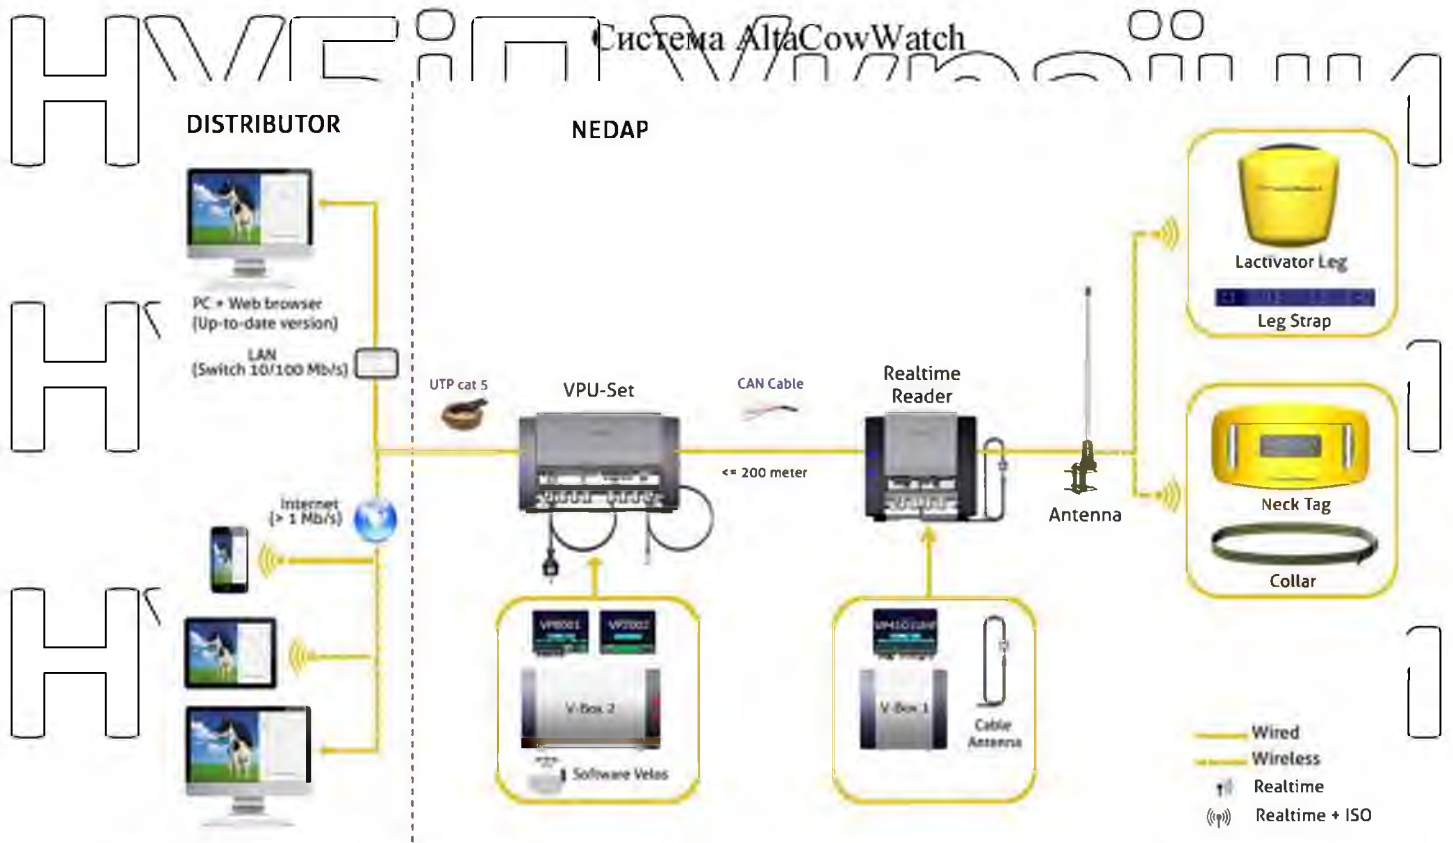 Система AltaCowWatch
DISTRIBUTOR
NEDAP
PC + Web browser
(Up-to-date version)
LAN
(Switch 10/100 Mb/s)
UTP cat 5
VPU-Set
CAN Cable
<= 200 meter
Realtime
Reader
Antenna
Lactivator Leg
Leg Strap
Neck Tag
Collar
Internet
(> 1 Mb/s)
V-Box 2
Software Velos
V-Box 1
Cable
Antenna
Wired
Wireless
Realtime
Realtime + ISO